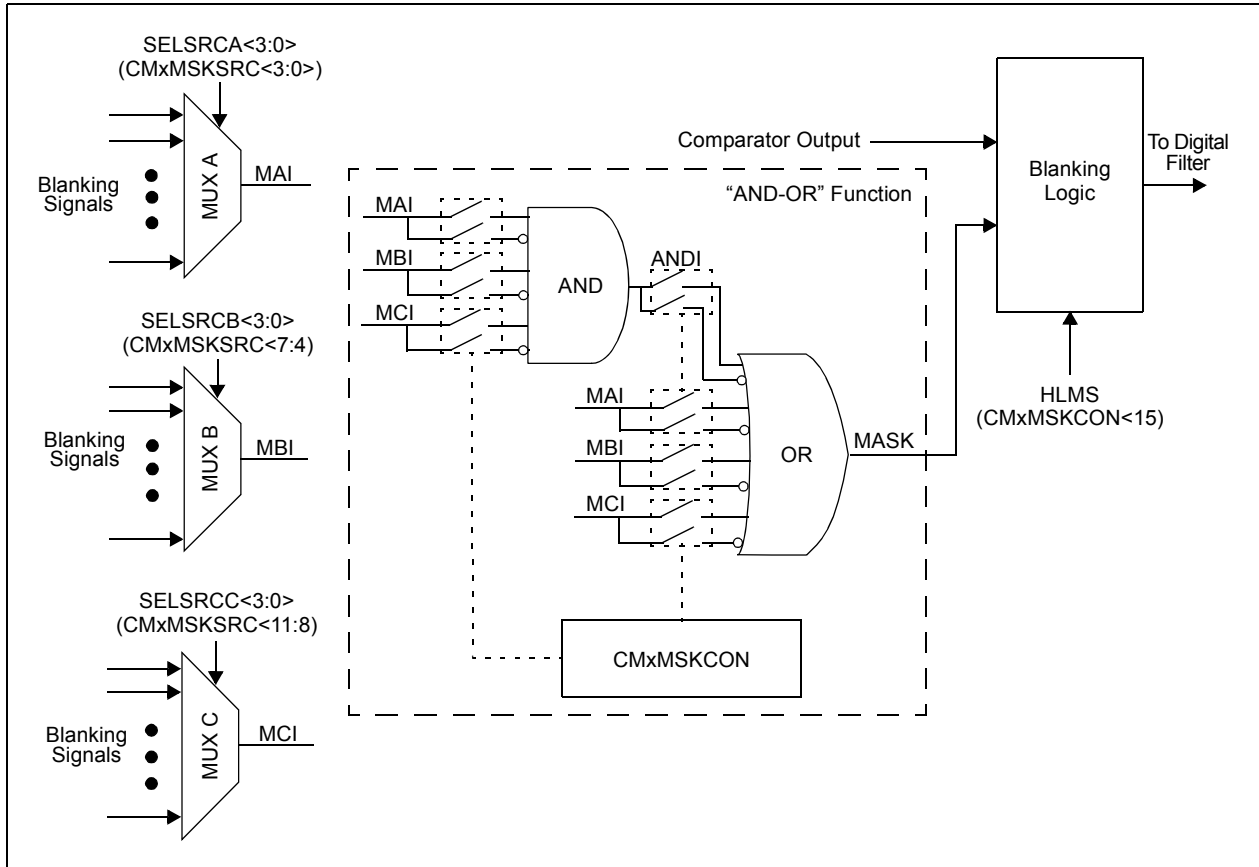 SELSRCA<3:0>
(CMxMSKSRC<3:0>)
MUX A
MAI
Blanking
Signals
SELSRCB<3:0>
(CMxMSKSRC<7:4)
MUX B
MBI
Blanking
Signals
SELSRCC<3:0>
(CMxMSKSRC<11:8)
MUX C
MCI
Blanking
Signals
Comparator Output
Blanking
Logic
To Digital
Filter
HLMS
(CMxMSKCON<15)
“AND-OR” Function
MAI
MBI
MCI
AND
ANDI
MAI
MBI
MCI
OR
MASK
CMxMSKCON